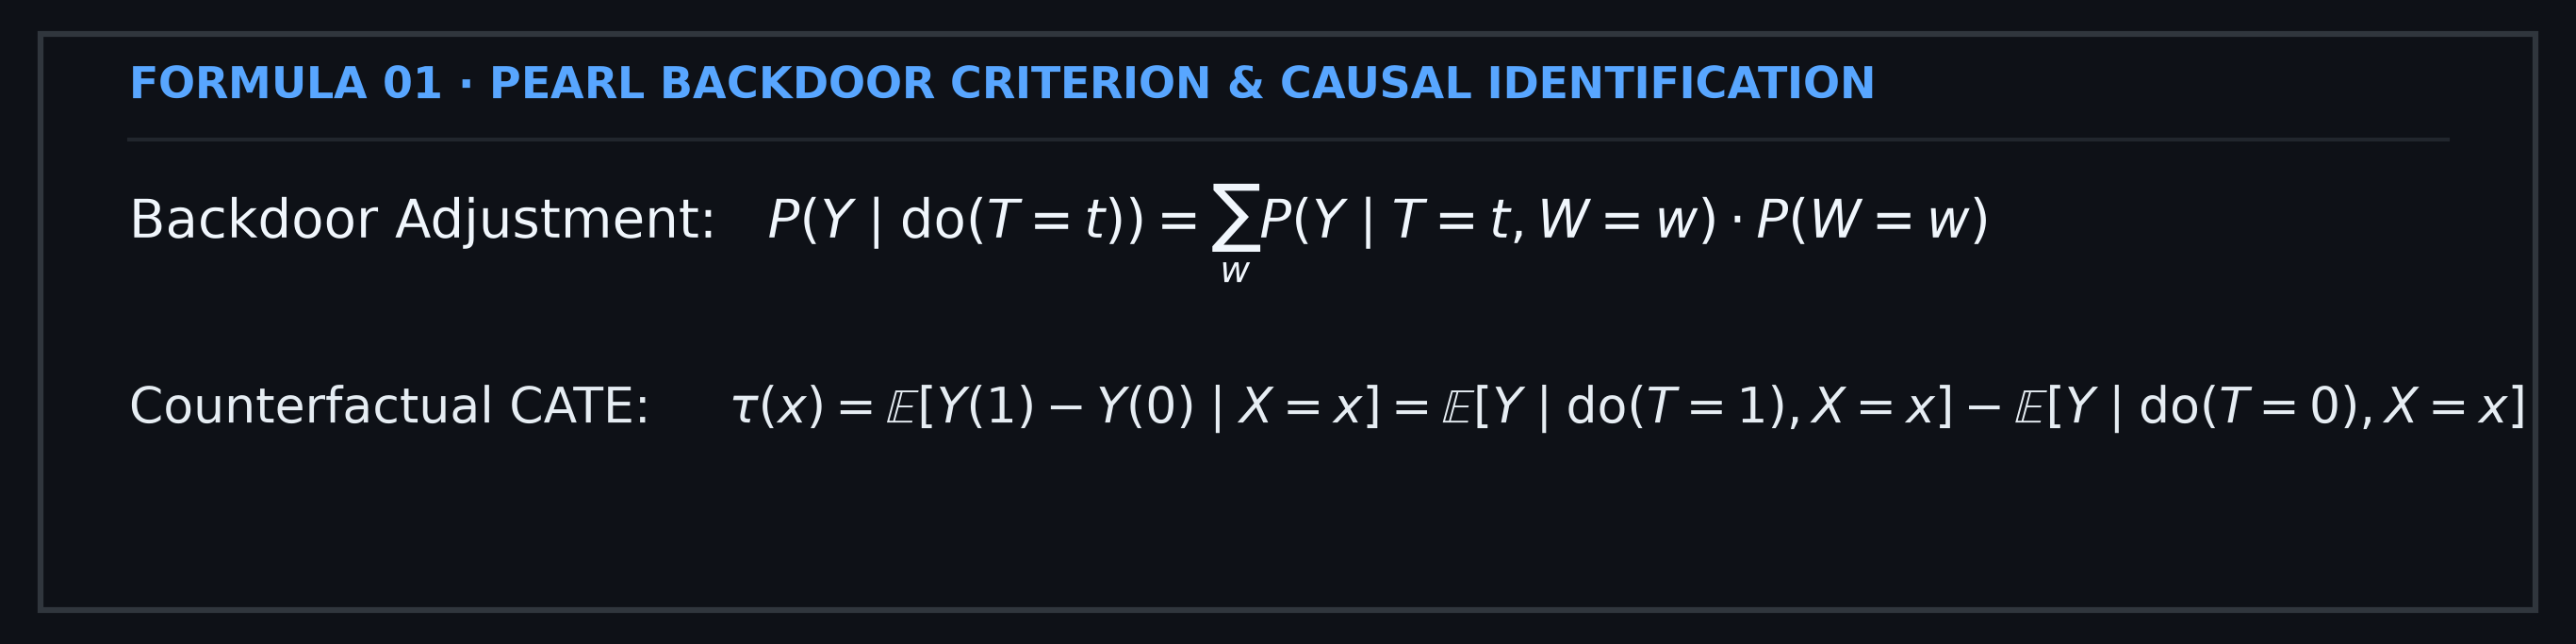 FORMULA 01 · PEARL BACKDOOR CRITERION & CAUSAL IDENTIFICATION
Backdoor Adjustment: P(Y | do(T = t)) = ∑_w P(Y | T = t, W = w) · P(W = w)
Counterfactual CATE: τ(x) = 𝔼[Y(1) − Y(0) | X = x] = 𝔼[Y | do(T = 1), X = x] − 𝔼[Y | do(T = 0), X = x]